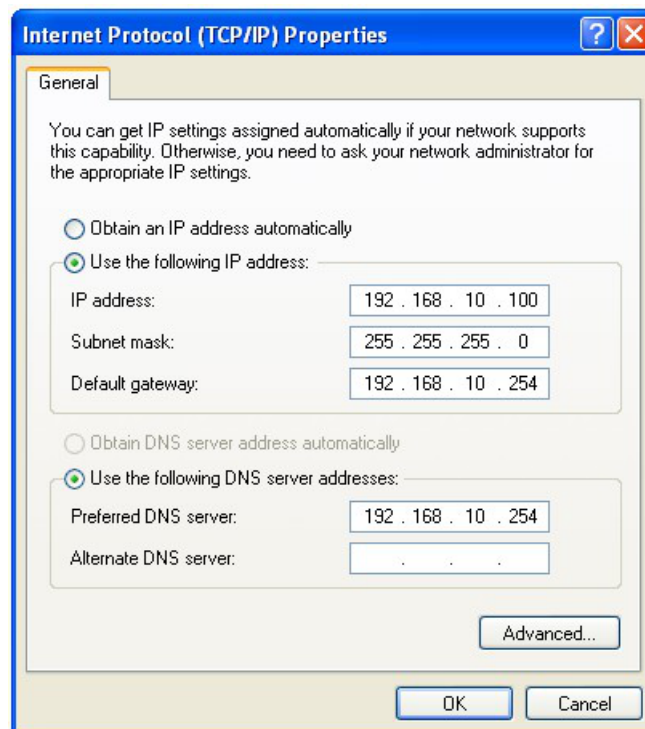 Internet Protocol (TCP/IP) Properties
General
You can get IP settings assigned automatically if your network supports
this capability. Otherwise, you need to ask your network administrator for
the appropriate IP settings.
Obtain an IP address automatically
Use the following IP address:
IP address: 192 . 168 . 10 . 100
Subnet mask: 255 . 255 . 255 . 0
Default gateway: 192 . 168 . 10 . 254
Obtain DNS server address automatically
Use the following DNS server addresses:
Preferred DNS server: 192 . 168 . 10 . 254
Alternate DNS server: . . .
Advanced...
OK Cancel